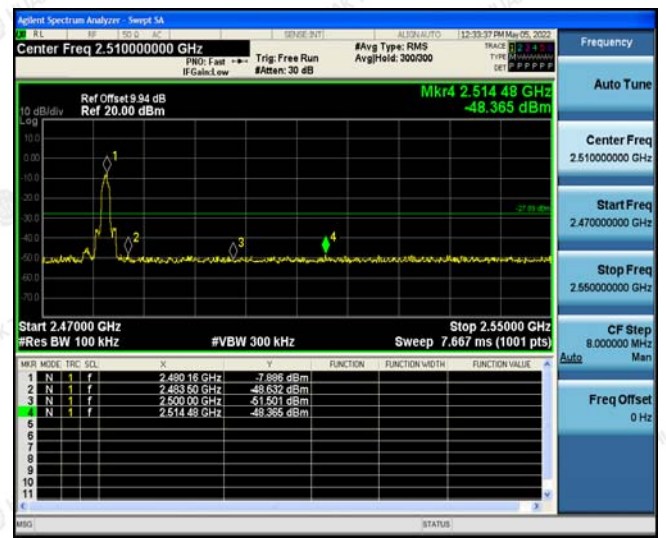 Agilent Spectrum Analyzer - Swept SA
RL RF 50 Ω AC SENSE:INT ALIGNAUTO 12:33:37 PM Mar 05, 2022
Center Freq 2.510000000 GHz
PNO: Fast Trig: Free Run
IFGain:Low #Atten: 30 dB
#Avg Type: RMS
Avg|Hold: 300/300
TRACE 1 2 3 4 5 6
TYPE MWWWWW
DET P P P P P P
Frequency
Auto Tune
Center Freq
2.510000000 GHz
Start Freq
2.470000000 GHz
Stop Freq
2.550000000 GHz
CF Step
8.000000 MHz
Auto Man
Freq Offset
0 Hz
Mkr4 2.514 48 GHz
-48.365 dBm
Ref Offset 9.94 dB
10 dB/div Ref 20.00 dBm
Log
10.0
0.00
-10.0
-20.0
-30.0
-40.0
-50.0
-60.0
-70.0
1
2
3
4
Start 2.47000 GHz Stop 2.55000 GHz
#Res BW 100 kHz #VBW 300 kHz Sweep 7.667 ms (1001 pts)
MKR MODE TRC SCL X Y FUNCTION FUNCTION WIDTH FUNCTION VALUE
1 N 1 f 2.480 16 GHz -7.886 dBm
2 N 1 f 2.483 50 GHz -48.632 dBm
3 N 1 f 2.500 00 GHz -51.501 dBm
4 N 1 f 2.514 48 GHz -48.365 dBm
5
6
7
8
9
10
11
MSG STATUS